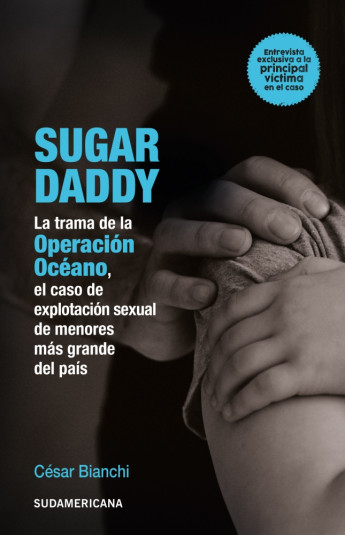 Entrevista
exclusiva a la
principal
víctima
en el caso
SUGAR
DADDY
La trama de la
Operación
Océano,
el caso de
explotación sexual
de menores
más grande
del país
César Bianchi
SUDAMERICANA